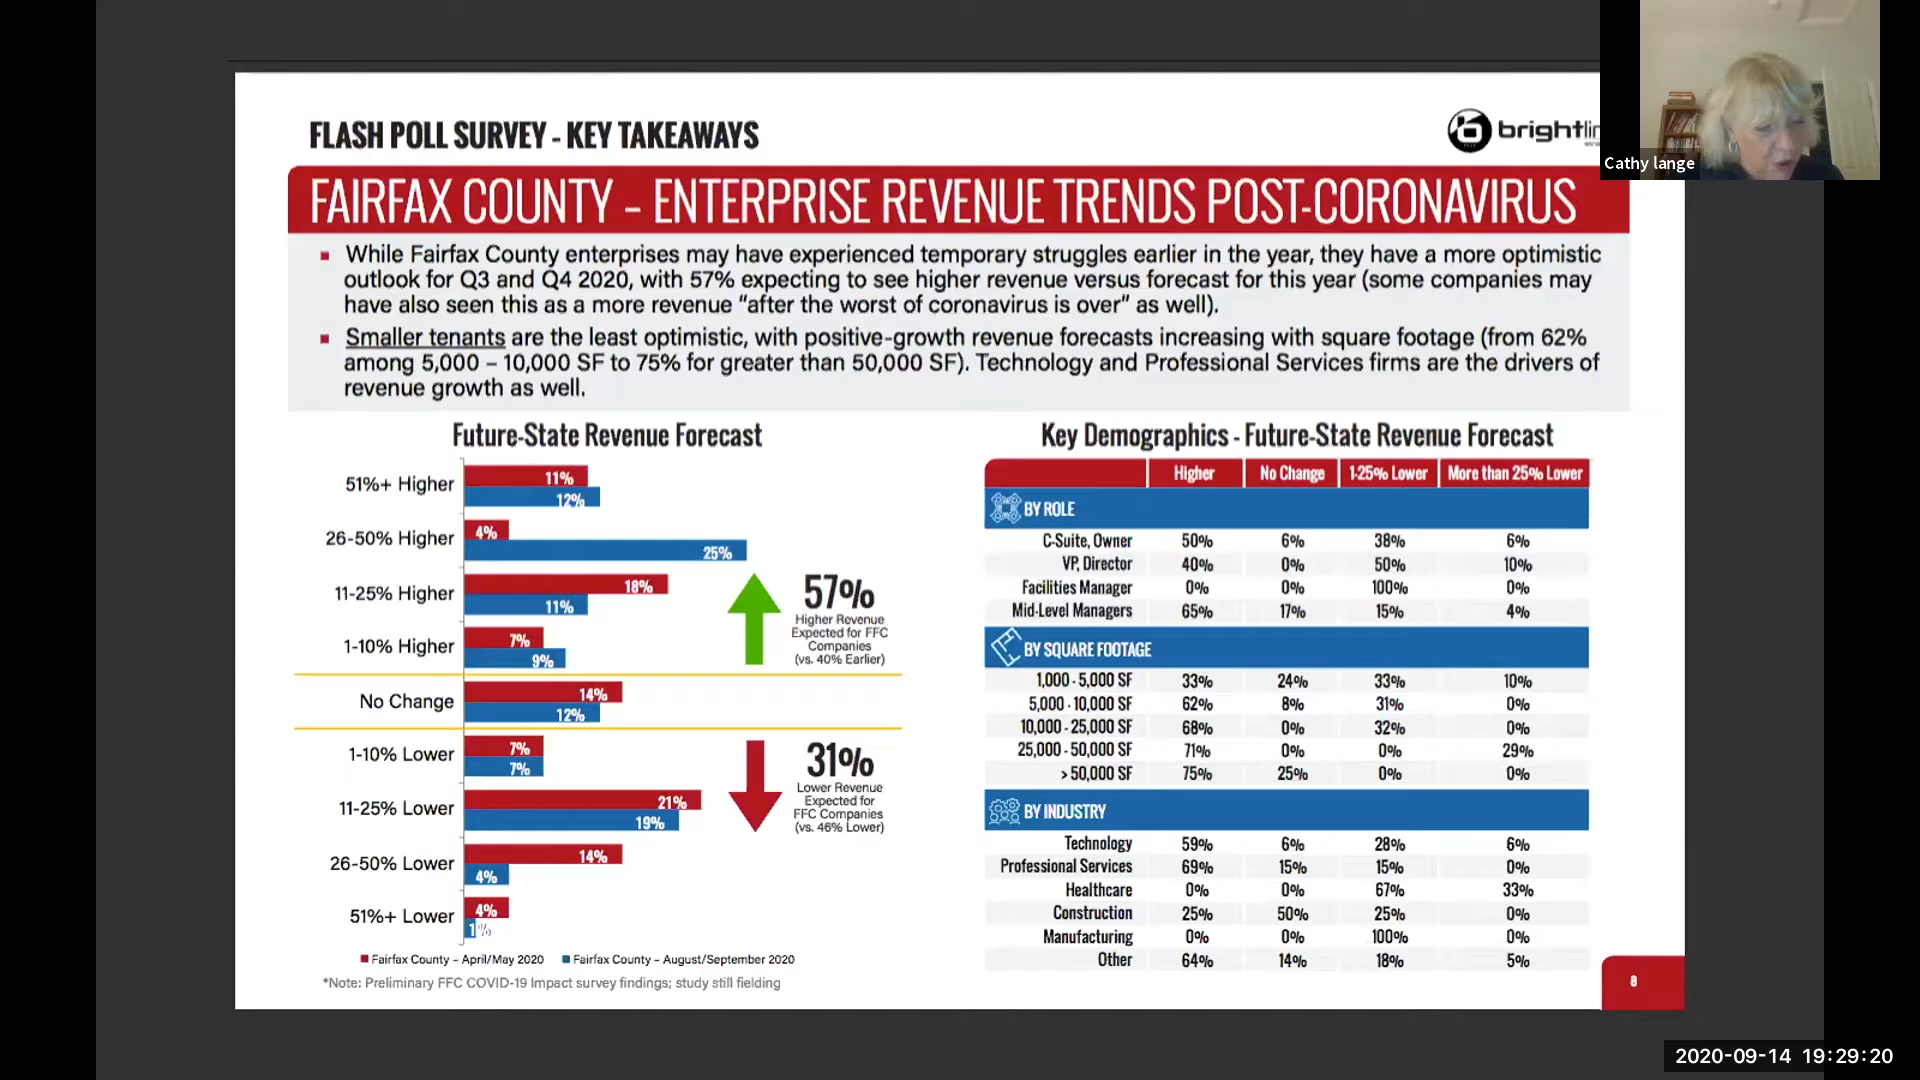 FLASH POLL SURVEY - KEY TAKEAWAYS
Cathy lange
FAIRFAX COUNTY – ENTERPRISE REVENUE TRENDS POST-CORONAVIRUS
While Fairfax County enterprises may have experienced temporary struggles earlier in the year, they have a more optimistic
outlook for Q3 and Q4 2020, with 57% expecting to see higher revenue versus forecast for this year (some companies may
have also seen this as a more revenue “after the worst of coronavirus is over” as well).
Smaller tenants are the least optimistic, with positive-growth revenue forecasts increasing with square footage (from 62%
among 5,000 – 10,000 SF to 75% for greater than 50,000 SF). Technology and Professional Services firms are the drivers of
revenue growth as well.
Future-State Revenue Forecast
51%+ Higher 11%
12%
26-50% Higher 4%
25%
11-25% Higher 18%
11%
1-10% Higher 7%
9%
57%
Higher Revenue
Expected for FFC
Companies
(vs. 40% Earlier)
No Change 14%
12%
1-10% Lower 7%
7%
11-25% Lower 21%
19%
26-50% Lower 14%
4%
51%+ Lower 4%
1%
31%
Lower Revenue
Expected for
FFC Companies
(vs. 46% Lower)
Fairfax County – April/May 2020 Fairfax County – August/September 2020
*Note: Preliminary FFC COVID-19 Impact survey findings; study still fielding
Key Demographics - Future-State Revenue Forecast
Higher No Change 1-25% Lower More than 25% Lower
BY ROLE
C-Suite, Owner 50% 6% 38% 6%
VP, Director 40% 0% 50% 10%
Facilities Manager 0% 0% 100% 0%
Mid-Level Managers 65% 17% 15% 4%
BY SQUARE FOOTAGE
1,000 - 5,000 SF 33% 24% 33% 10%
5,000 - 10,000 SF 62% 8% 31% 0%
10,000 - 25,000 SF 68% 0% 32% 0%
25,000 - 50,000 SF 71% 0% 0% 29%
> 50,000 SF 75% 25% 0% 0%
BY INDUSTRY
Technology 59% 6% 28% 6%
Professional Services 69% 15% 15% 0%
Healthcare 0% 0% 67% 33%
Construction 25% 50% 25% 0%
Manufacturing 0% 0% 100% 0%
Other 64% 14% 18% 5%
8
2020-09-14 19:29:20